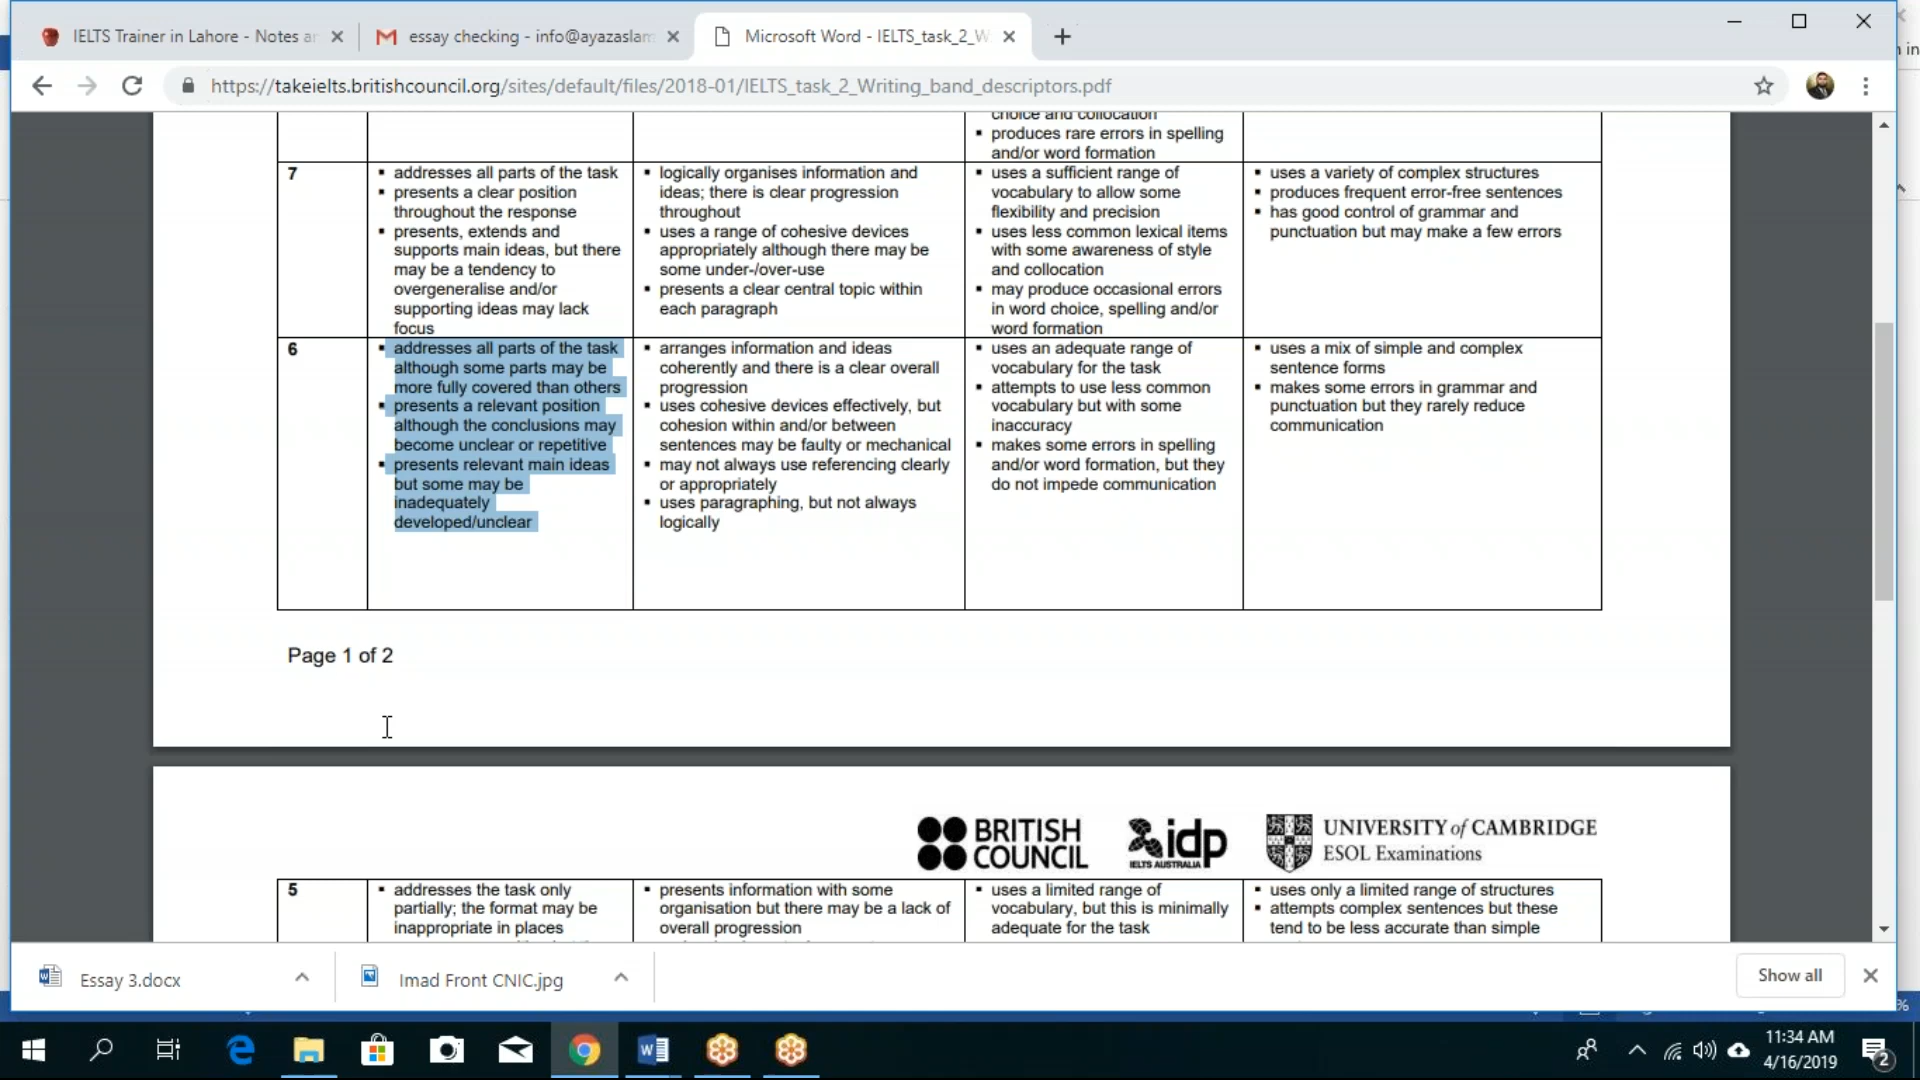 IELTS Trainer in Lahore - Notes a
essay checking - info@ayazaslam
Microsoft Word - IELTS_task_2_W
n in
https://takeielts.britishcouncil.org/sites/default/files/2018-01/IELTS_task_2_Writing_band_descriptors.pdf
choice and collocation
▪ produces rare errors in spelling
and/or word formation
7
▪ addresses all parts of the task
▪ presents a clear position
throughout the response
▪ presents, extends and
supports main ideas, but there
may be a tendency to
overgeneralise and/or
supporting ideas may lack
focus
▪ logically organises information and
ideas; there is clear progression
throughout
▪ uses a range of cohesive devices
appropriately although there may be
some under-/over-use
▪ presents a clear central topic within
each paragraph
▪ uses a sufficient range of
vocabulary to allow some
flexibility and precision
▪ uses less common lexical items
with some awareness of style
and collocation
▪ may produce occasional errors
in word choice, spelling and/or
word formation
▪ uses a variety of complex structures
▪ produces frequent error-free sentences
▪ has good control of grammar and
punctuation but may make a few errors
6
▪ addresses all parts of the task
although some parts may be
more fully covered than others
▪ presents a relevant position
although the conclusions may
become unclear or repetitive
▪ presents relevant main ideas
but some may be
inadequately
developed/unclear
▪ arranges information and ideas
coherently and there is a clear overall
progression
▪ uses cohesive devices effectively, but
cohesion within and/or between
sentences may be faulty or mechanical
▪ may not always use referencing clearly
or appropriately
▪ uses paragraphing, but not always
logically
▪ uses an adequate range of
vocabulary for the task
▪ attempts to use less common
vocabulary but with some
inaccuracy
▪ makes some errors in spelling
and/or word formation, but they
do not impede communication
▪ uses a mix of simple and complex
sentence forms
▪ makes some errors in grammar and
punctuation but they rarely reduce
communication
Page 1 of 2
BRITISH
COUNCIL
idp
IELTS AUSTRALIA
UNIVERSITY of CAMBRIDGE
ESOL Examinations
5
▪ addresses the task only
partially; the format may be
inappropriate in places
▪ presents information with some
organisation but there may be a lack of
overall progression
▪ uses a limited range of
vocabulary, but this is minimally
adequate for the task
▪ uses only a limited range of structures
▪ attempts complex sentences but these
tend to be less accurate than simple
Essay 3.docx
Imad Front CNIC.jpg
Show all
%
11:34 AM
4/16/2019
2